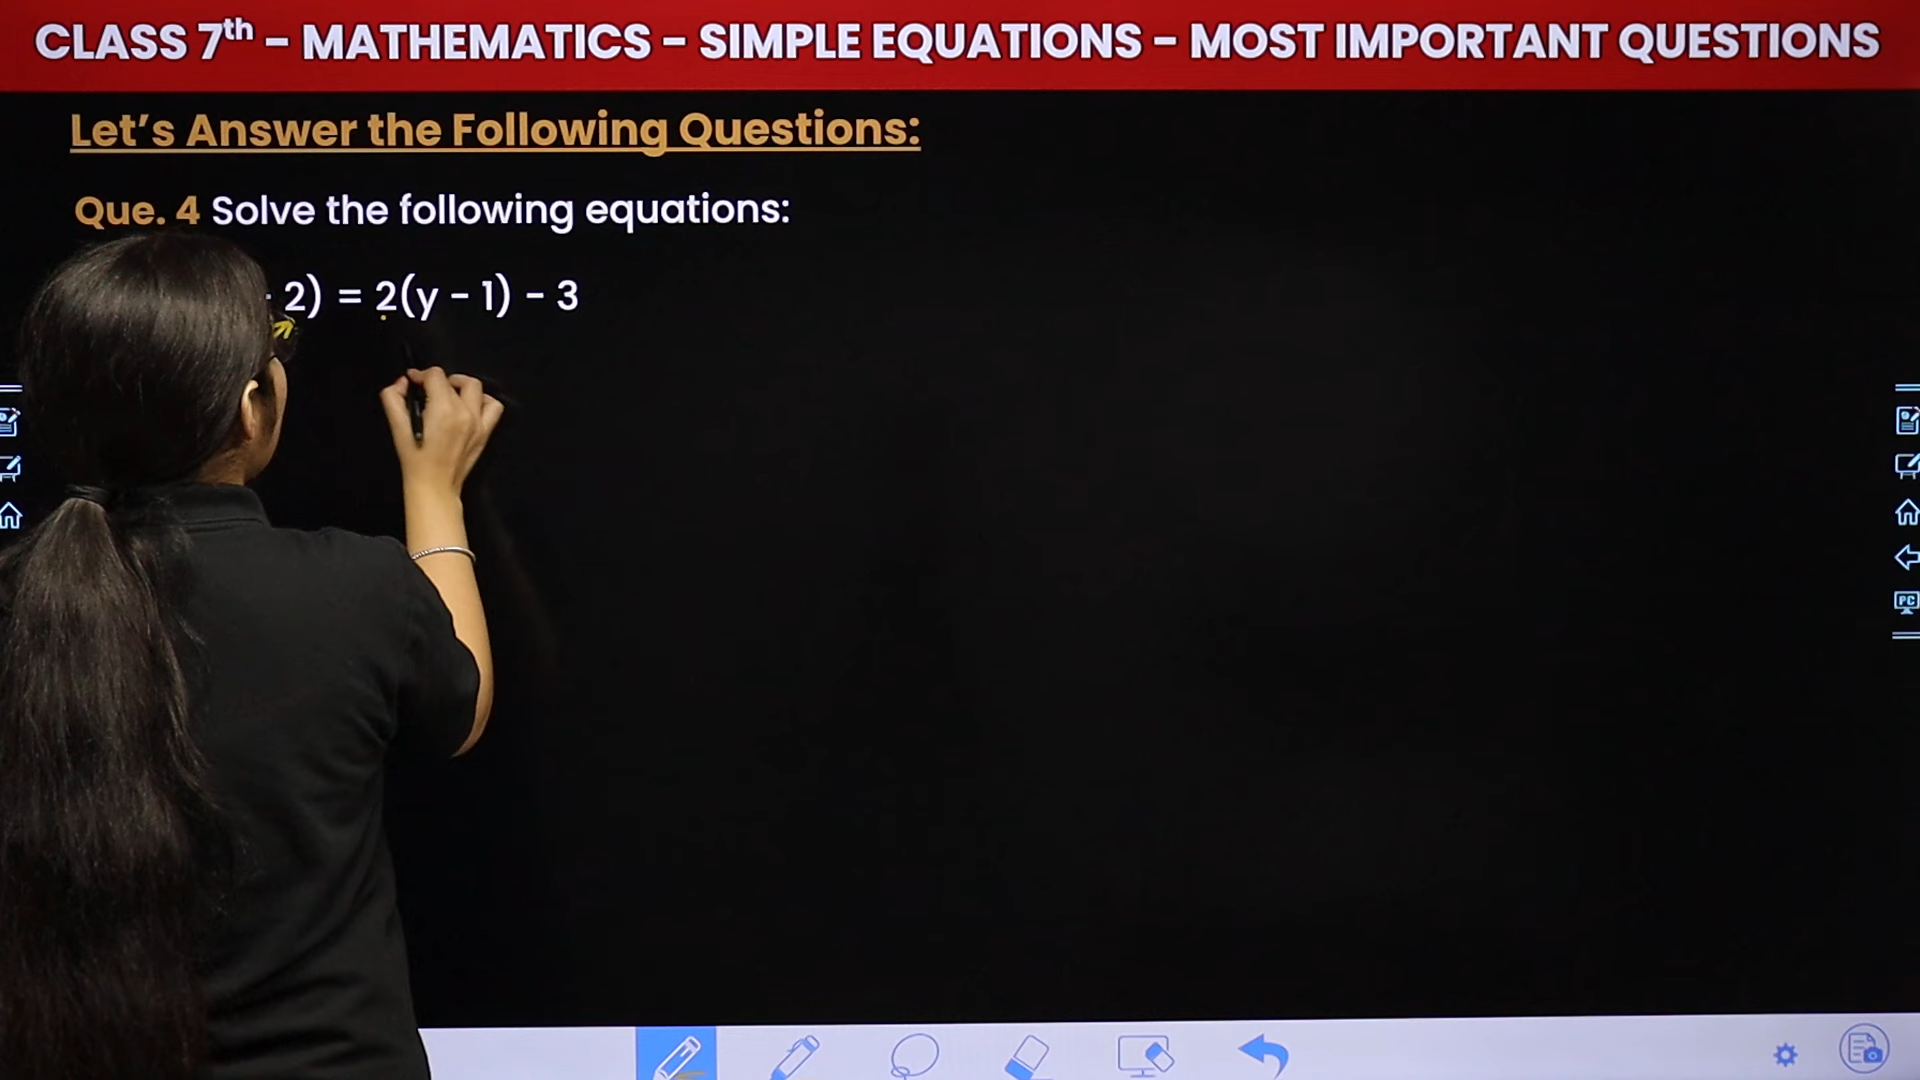 CLASS 7th - MATHEMATICS - SIMPLE EQUATIONS - MOST IMPORTANT QUESTIONS
Let's Answer the Following Questions:
Que. 4 Solve the following equations:
2) = 2(y - 1) - 3
PC